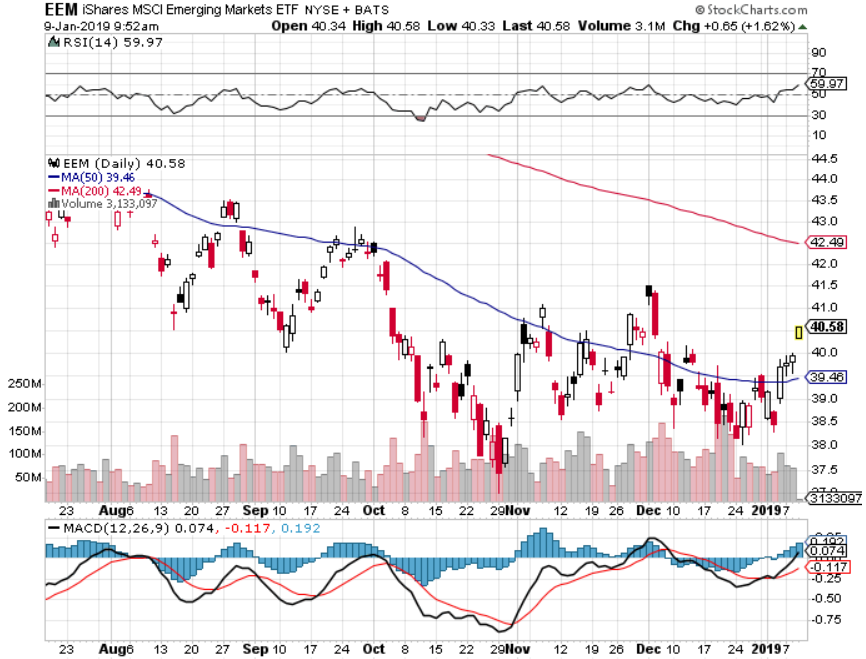 EEM iShares MSCI Emerging Markets ETF NYSE + BATS © StockCharts.com
9-Jan-2019 9:52am Open 40.34 High 40.58 Low 40.33 Last 40.58 Volume 3.1M Chg +0.65 (+1.62%)
RSI(14) 59.97
90
70
59.97
50
30
10
EEM (Daily) 40.58
MA(50) 39.46
MA(200) 42.49
Volume 3,133,097
44.5
44.0
43.5
43.0
42.49
42.0
41.5
41.0
40.58
40.0
39.46
39.0
38.5
38.0
37.5
3133097
250M
200M
150M
100M
50M
23 Aug 6 13 20 27 Sep 10 17 24 Oct 8 15 22 29 Nov 12 19 26 Dec 10 17 24 2019 7
MACD(12,26,9) 0.074, -0.117, 0.192
0.192
0.074
-0.117
-0.25
-0.50
-0.75
23 Aug 6 13 20 27 Sep 10 17 24 Oct 8 15 22 29 Nov 12 19 26 Dec 10 17 24 2019 7